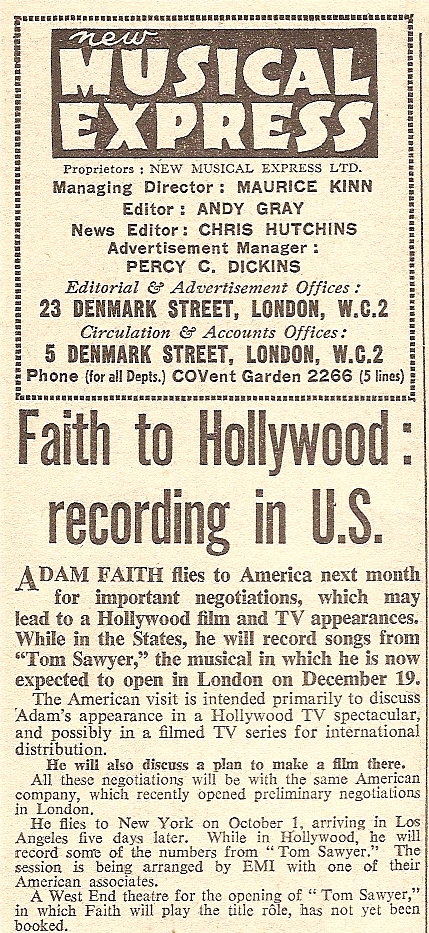 new
MUSICAL
EXPRESS
Proprietors : NEW MUSICAL EXPRESS LTD.
Managing Director : MAURICE KINN
Editor : ANDY GRAY
News Editor : CHRIS HUTCHINS
Advertisement Manager :
PERCY C. DICKINS
Editorial & Advertisement Offices :
23 DENMARK STREET, LONDON, W.C.2
Circulation & Accounts Offices :
5 DENMARK STREET, LONDON, W.C.2
Phone (for all Depts.) COVent Garden 2266 (5 lines)
Faith to Hollywood :
recording in U.S.
ADAM FAITH flies to America next month
for important negotiations, which may
lead to a Hollywood film and TV appearances.
While in the States, he will record songs from
“Tom Sawyer,” the musical in which he is now
expected to open in London on December 19.
The American visit is intended primarily to discuss
Adam's appearance in a Hollywood TV spectacular,
and possibly in a filmed TV series for international
distribution.
He will also discuss a plan to make a film there.
All these negotiations will be with the same American
company, which recently opened preliminary negotiations
in London.
He flies to New York on October 1, arriving in Los
Angeles five days later. While in Hollywood, he will
record some of the numbers from “ Tom Sawyer.” The
session is being arranged by EMI with one of their
American associates.
A West End theatre for the opening of “ Tom Sawyer,”
in which Faith will play the title rôle, has not yet been
booked.